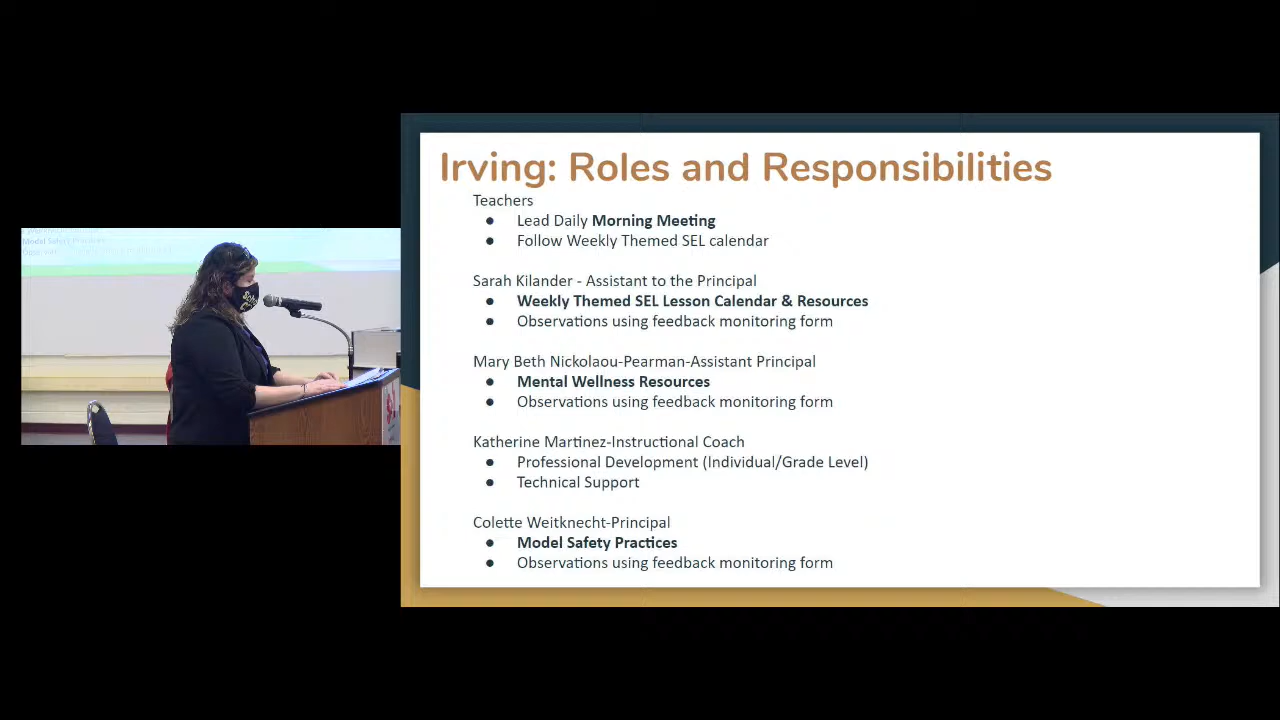 Irving: Roles and Responsibilities
Teachers
● Lead Daily Morning Meeting
● Follow Weekly Themed SEL calendar
Sarah Kilander - Assistant to the Principal
● Weekly Themed SEL Lesson Calendar & Resources
● Observations using feedback monitoring form
Mary Beth Nickolaou-Pearman-Assistant Principal
● Mental Wellness Resources
● Observations using feedback monitoring form
Katherine Martinez-Instructional Coach
● Professional Development (Individual/Grade Level)
● Technical Support
Colette Weitknecht-Principal
● Model Safety Practices
● Observations using feedback monitoring form
Model Safety Practices